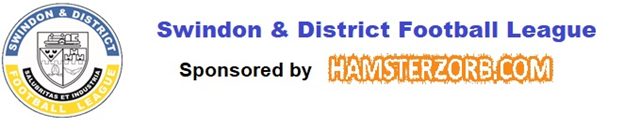 SWINDON & DISTRICT
FOOTBALL LEAGUE
SALUBRITAS ET INDUSTRIA
Swindon & District Football League
Sponsored by HAMSTERZORB.COM